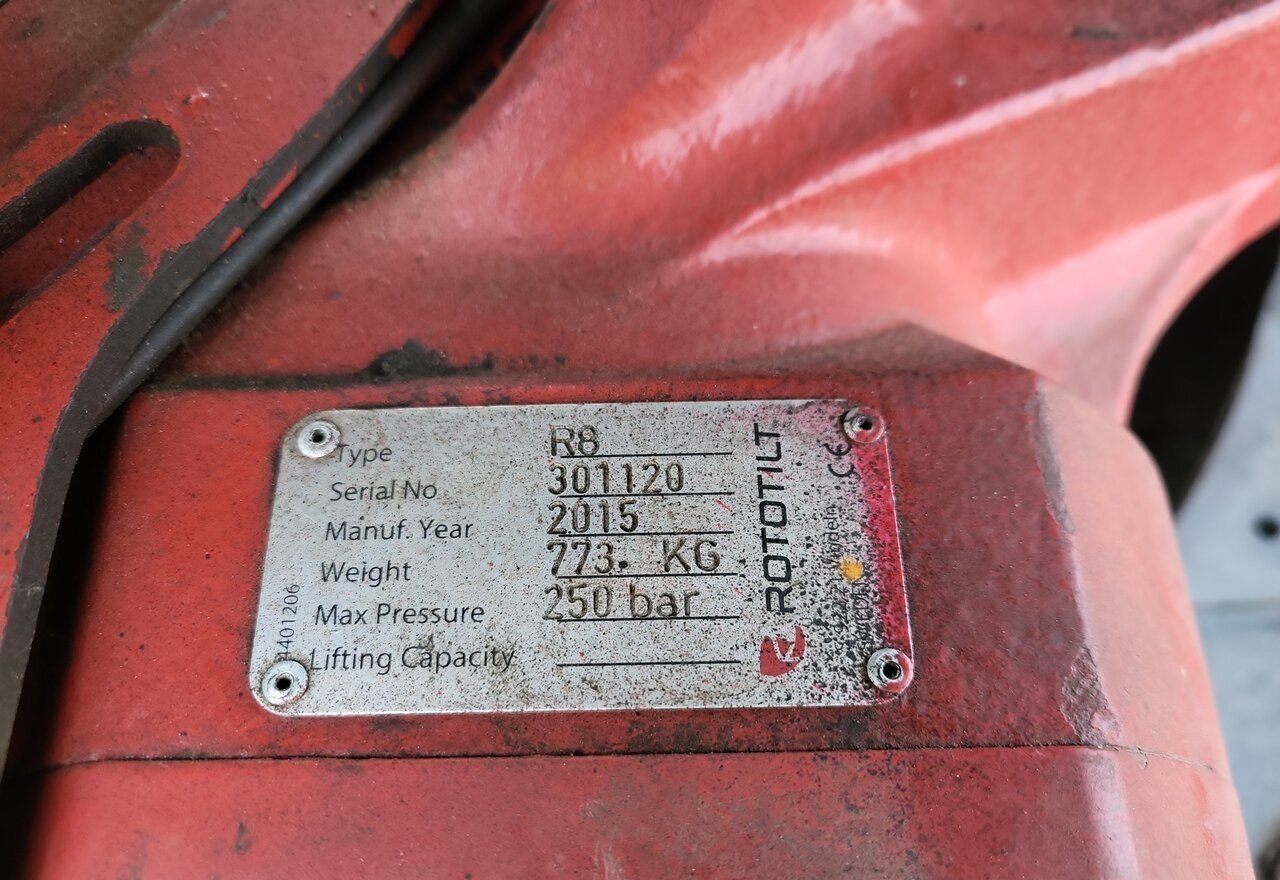 Type R8
Serial No 301120
Manuf. Year 2015
Weight 773. KG
Max Pressure 250 bar
Lifting Capacity
ROTOTILT
CE